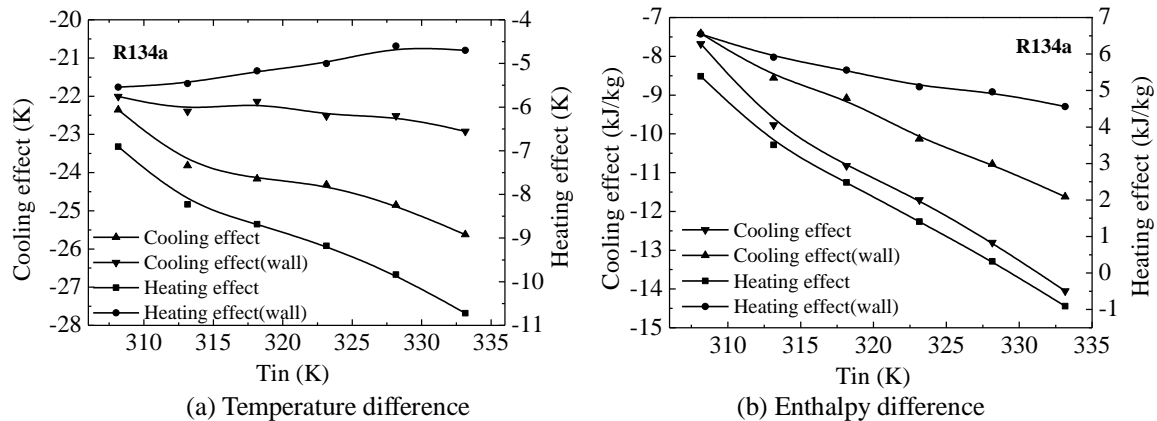 R134a
Cooling effect (K)
-20
-21
-22
-23
-24
-25
-26
-27
-28
Cooling effect
Cooling effect(wall)
Heating effect
Heating effect(wall)
-4
-5
-6
-7
-8
-9
-10
-11
Heating effect (K)
310 315 320 325 330 335
Tin (K)
(a) Temperature difference
R134a
Cooling effect (kJ/kg)
-7
-8
-9
-10
-11
-12
-13
-14
-15
Cooling effect
Cooling effect(wall)
Heating effect
Heating effect(wall)
7
6
5
4
3
2
1
0
-1
Heating effect (kJ/kg)
310 315 320 325 330 335
Tin (K)
(b) Enthalpy difference